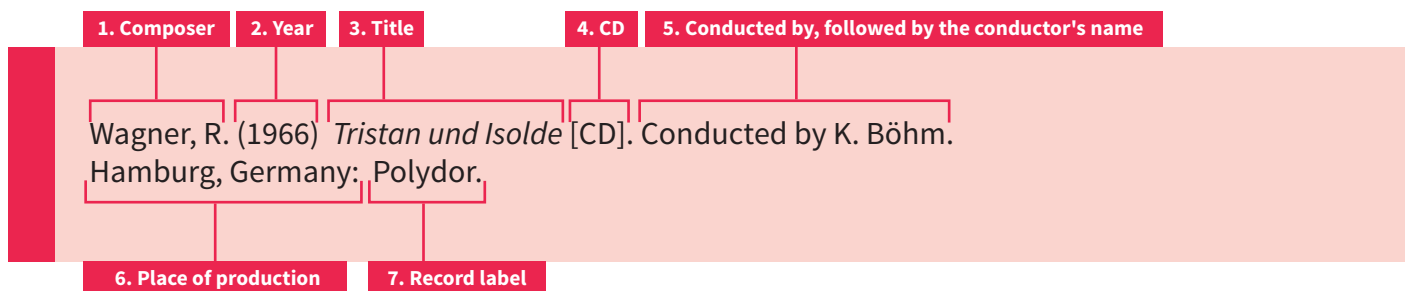 1. Composer 2. Year 3. Title 4. CD 5. Conducted by, followed by the conductor's name
Wagner, R. (1966) Tristan und Isolde [CD]. Conducted by K. Böhm.
Hamburg, Germany: Polydor.
6. Place of production 7. Record label